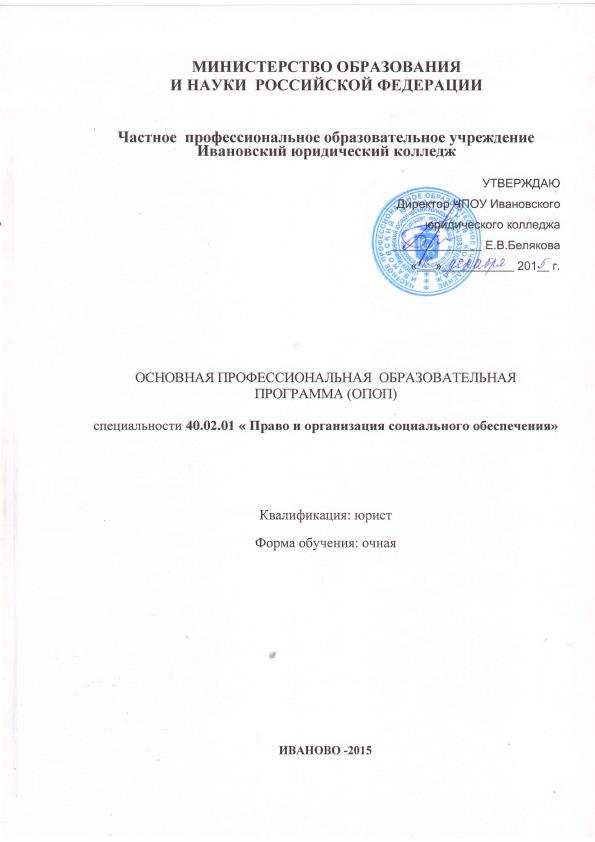 МИНИСТЕРСТВО ОБРАЗОВАНИЯ
И НАУКИ РОССИЙСКОЙ ФЕДЕРАЦИИ
Частное профессиональное образовательное учреждение
Ивановский юридический колледж
УТВЕРЖДАЮ
Директор ЧПОУ Ивановского
юридического колледжа
Е.В.Белякова
«___» декабря 2015 г.
ОСНОВНАЯ ПРОФЕССИОНАЛЬНАЯ ОБРАЗОВАТЕЛЬНАЯ
ПРОГРАММА (ОПОП)
специальности 40.02.01 « Право и организация социального обеспечения»
Квалификация: юрист
Форма обучения: очная
ИВАНОВО -2015